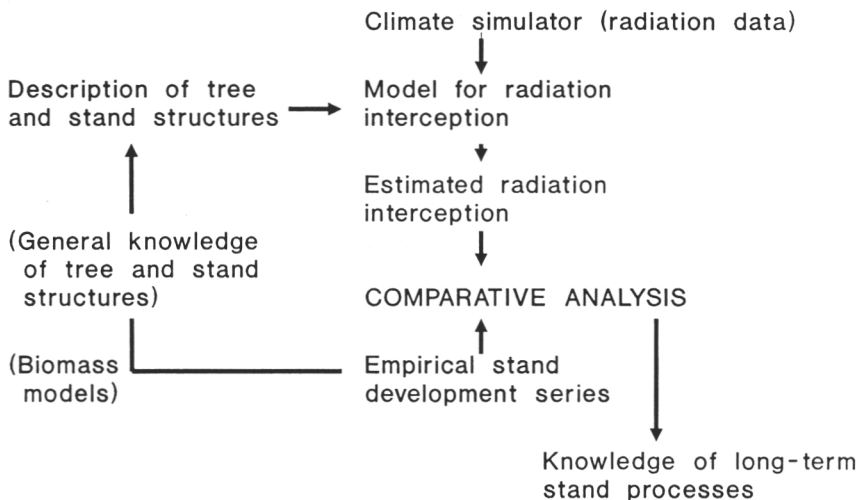 Climate simulator (radiation data)
Description of tree
and stand structures
Model for radiation
interception
Estimated radiation
interception
(General knowledge
of tree and stand
structures)
COMPARATIVE ANALYSIS
(Biomass
models)
Empirical stand
development series
Knowledge of long-term
stand processes